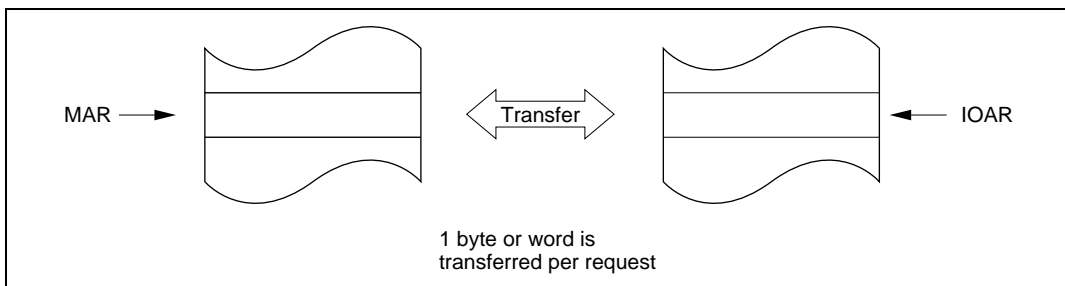 MAR
Transfer
IOAR
1 byte or word is
transferred per request